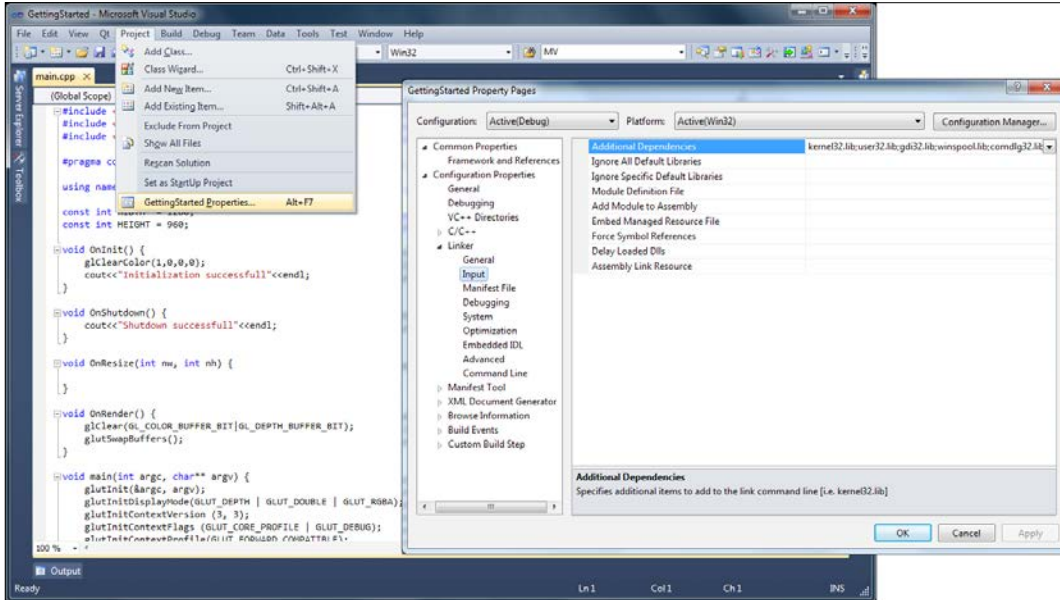 GettingStarted - Microsoft Visual Studio
File Edit View Qt Project Build Debug Team Data Tools Test Window Help
Win32 MV
main.cpp
(Global Scope)
Server Explorer
Toolbox
#include
#include
#include
#pragma co
using name
const int WIDTH = 1280;
const int HEIGHT = 960;
void OnInit() {
glClearColor(1,0,0,0);
cout<<"Initialization successfull"<<endl;
}
void OnShutdown() {
cout<<"Shutdown successfull"<<endl;
}
void OnResize(int nw, int nh) {
}
void OnRender() {
glClear(GL_COLOR_BUFFER_BIT|GL_DEPTH_BUFFER_BIT);
glutSwapBuffers();
}
void main(int argc, char** argv) {
glutInit(&argc, argv);
glutInitDisplayMode(GLUT_DEPTH | GLUT_DOUBLE | GLUT_RGBA);
glutInitContextVersion (3, 3);
glutInitContextFlags (GLUT_CORE_PROFILE | GLUT_DEBUG);
glutInitContextProfile(GLUT_FORWARD_COMPATIBLE);
100 %
Output
Ready Ln 1 Col 1 Ch 1 INS
Add Class...
Class Wizard... Ctrl+Shift+X
Add New Item... Ctrl+Shift+A
Add Existing Item... Shift+Alt+A
Exclude From Project
Show All Files
Rescan Solution
Set as StartUp Project
GettingStarted Properties... Alt+F7
GettingStarted Property Pages
Configuration: Active(Debug) Platform: Active(Win32) Configuration Manager...
Common Properties
Framework and References
Configuration Properties
General
Debugging
VC++ Directories
C/C++
Linker
General
Input
Manifest File
Debugging
System
Optimization
Embedded IDL
Advanced
Command Line
Manifest Tool
XML Document Generator
Browse Information
Build Events
Custom Build Step
Additional Dependencies kernel32.lib;user32.lib;gdi32.lib;winspool.lib;comdlg32.lib
Ignore All Default Libraries
Ignore Specific Default Libraries
Module Definition File
Add Module to Assembly
Embed Managed Resource File
Force Symbol References
Delay Loaded Dlls
Assembly Link Resource
Additional Dependencies
Specifies additional items to add to the link command line [i.e. kernel32.lib]
OK Cancel Apply